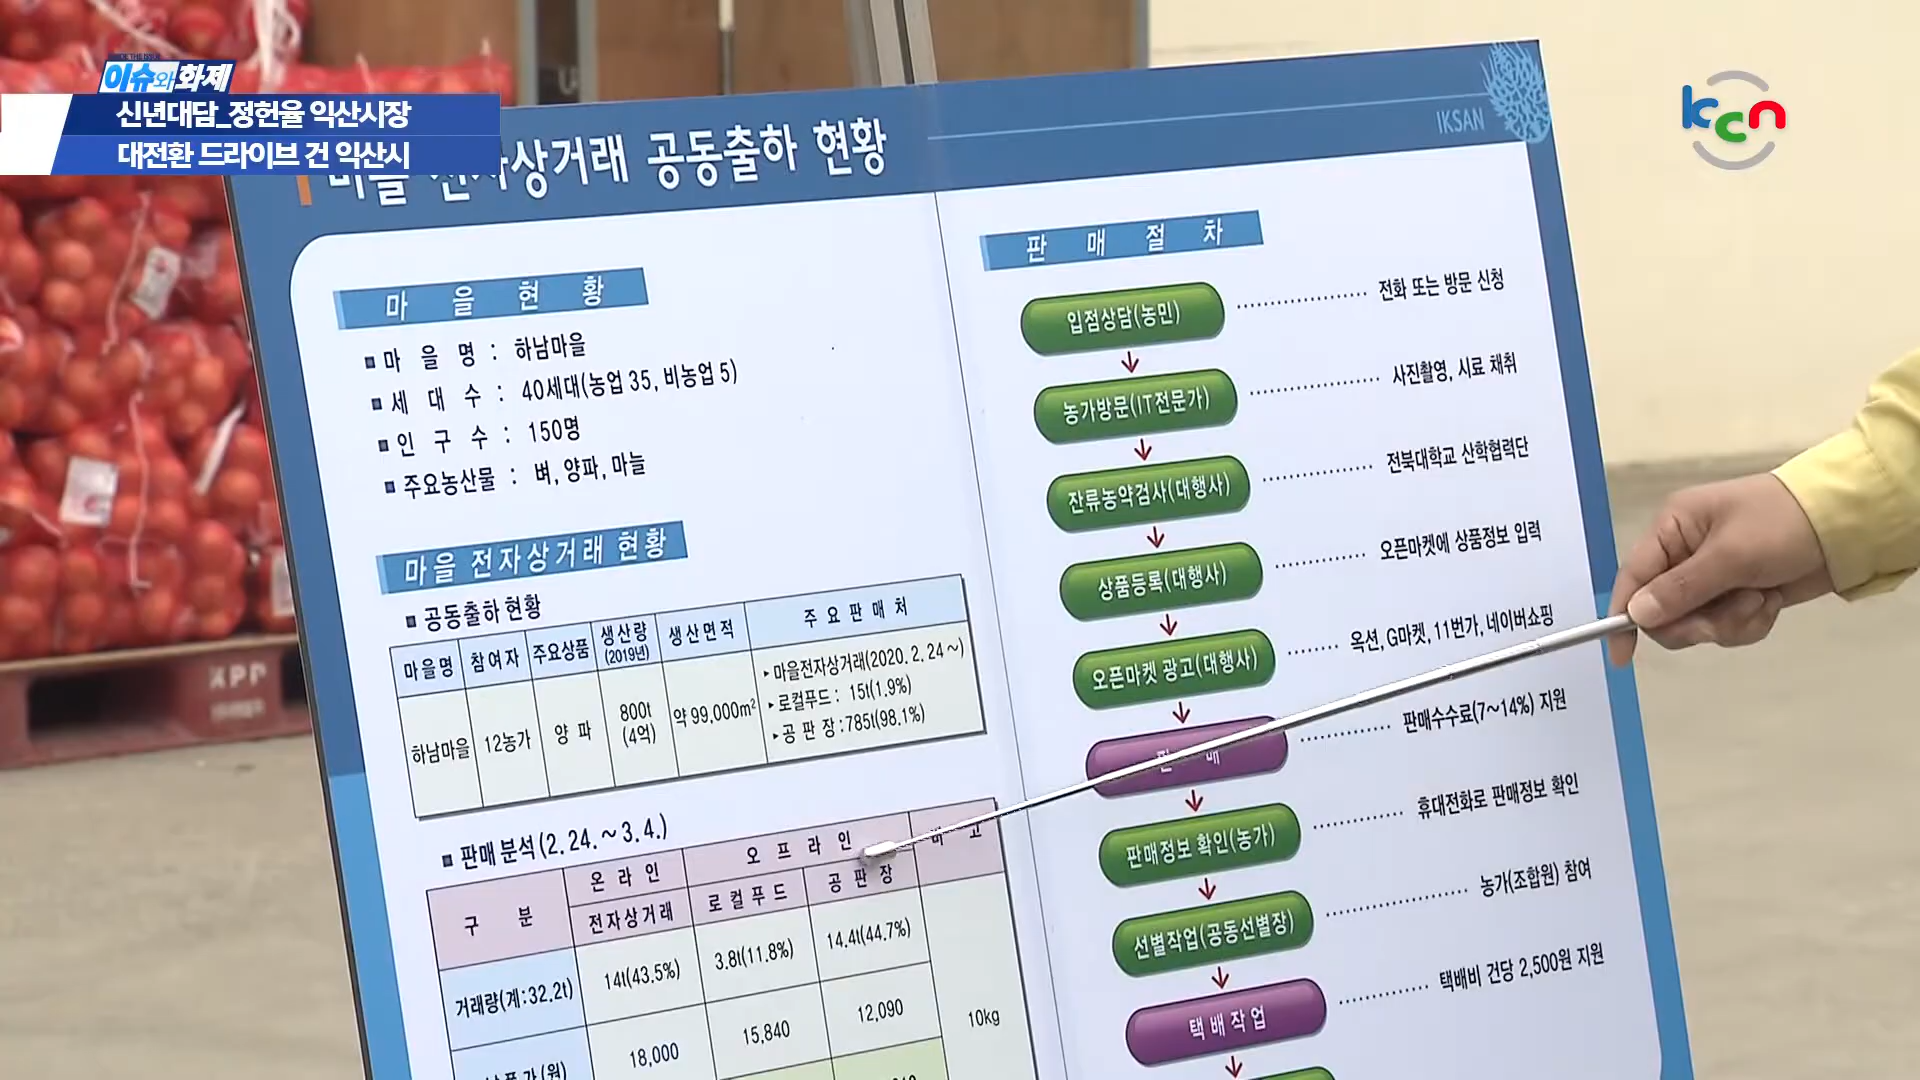 이슈와 화제
신년대담_정헌율 익산시장
대전환 드라이브 건 익산시
kcn
IKSAN
마을 전자상거래 공동출하 현황
마 을 현 황
■ 마 을 명 : 하남마을
■ 세 대 수 : 40세대(농업 35, 비농업 5)
■ 인 구 수 : 150명
■ 주요농산물 : 벼, 양파, 마늘
마을 전자상거래 현황
■ 공동출하 현황
마을명 참여자 주요상품 생산량 (2019년) 생산면적 주 요 판 매 처
하남마을 12농가 양 파 800t (4억) 약 99,000m²
▸마을전자상거래(2020. 2. 24 ~)
▸로컬푸드 : 15t(1.9%)
▸공 판 장 : 785t(98.1%)
■ 판매분석(2. 24. ~ 3. 4.)
구 분 온 라 인 오 프 라 인 비 고
전자상거래 로컬푸드 공 판 장
거래량(계:32.2t) 14t(43.5%) 3.8t(11.8%) 14.4t(44.7%)
18,000 15,840 12,090 10kg
판 매 절 차
입점상담(농민) 전화 또는 방문 신청
농가방문(IT전문가) 사진촬영, 시료 채취
잔류농약검사(대행사) 전북대학교 산학협력단
상품등록(대행사) 오픈마켓에 상품정보 입력
오픈마켓 광고(대행사) 옥션, G마켓, 11번가, 네이버쇼핑
판 매 판매수수료(7~14%) 지원
판매정보 확인(농가) 휴대전화로 판매정보 확인
선별작업(공동선별장) 농가(조합원) 참여
택배작업 택배비 건당 2,500원 지원
KPP